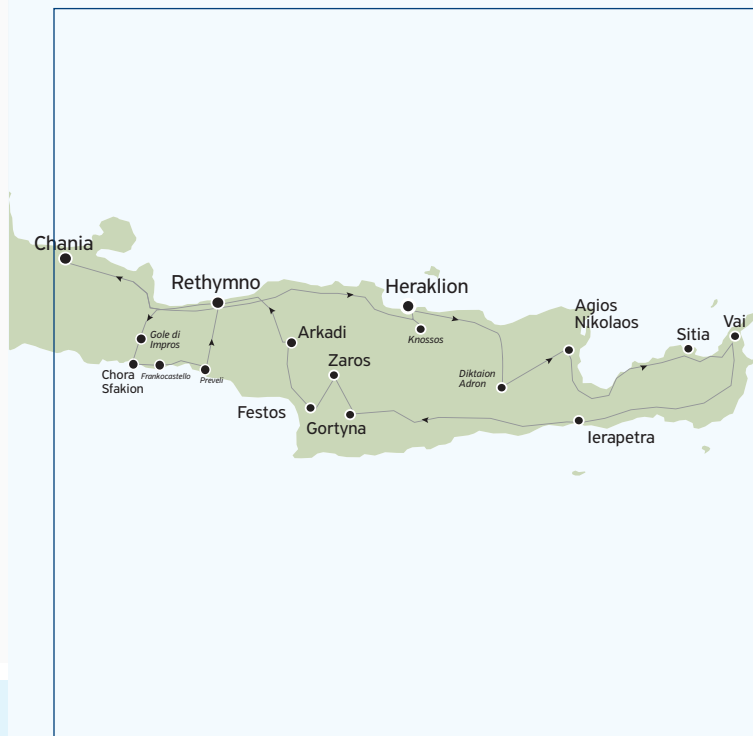 Chania
Rethymno
Heraklion
Agios
Nikolaos
Vai
Sitia
Gole di
Impros
Arkadi
Knossos
Zaros
Chora
Sfakion
Frankocastello
Preveli
Diktaion
Adron
Festos
Gortyna
Ierapetra